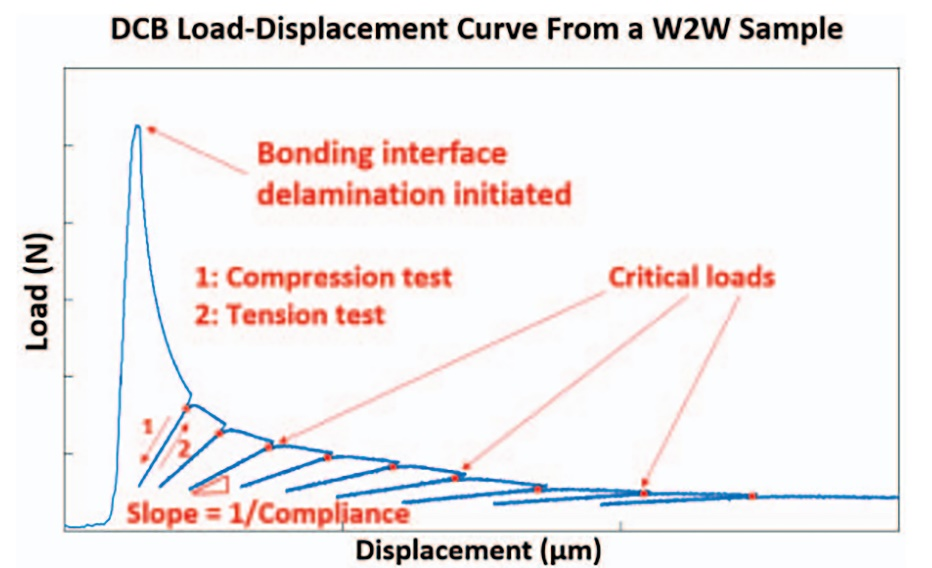 DCB Load-Displacement Curve From a W2W Sample
Bonding interface
delamination initiated
1: Compression test
2: Tension test
Critical loads
Load (N)
1
2
Slope = 1/Compliance
Displacement (μm)